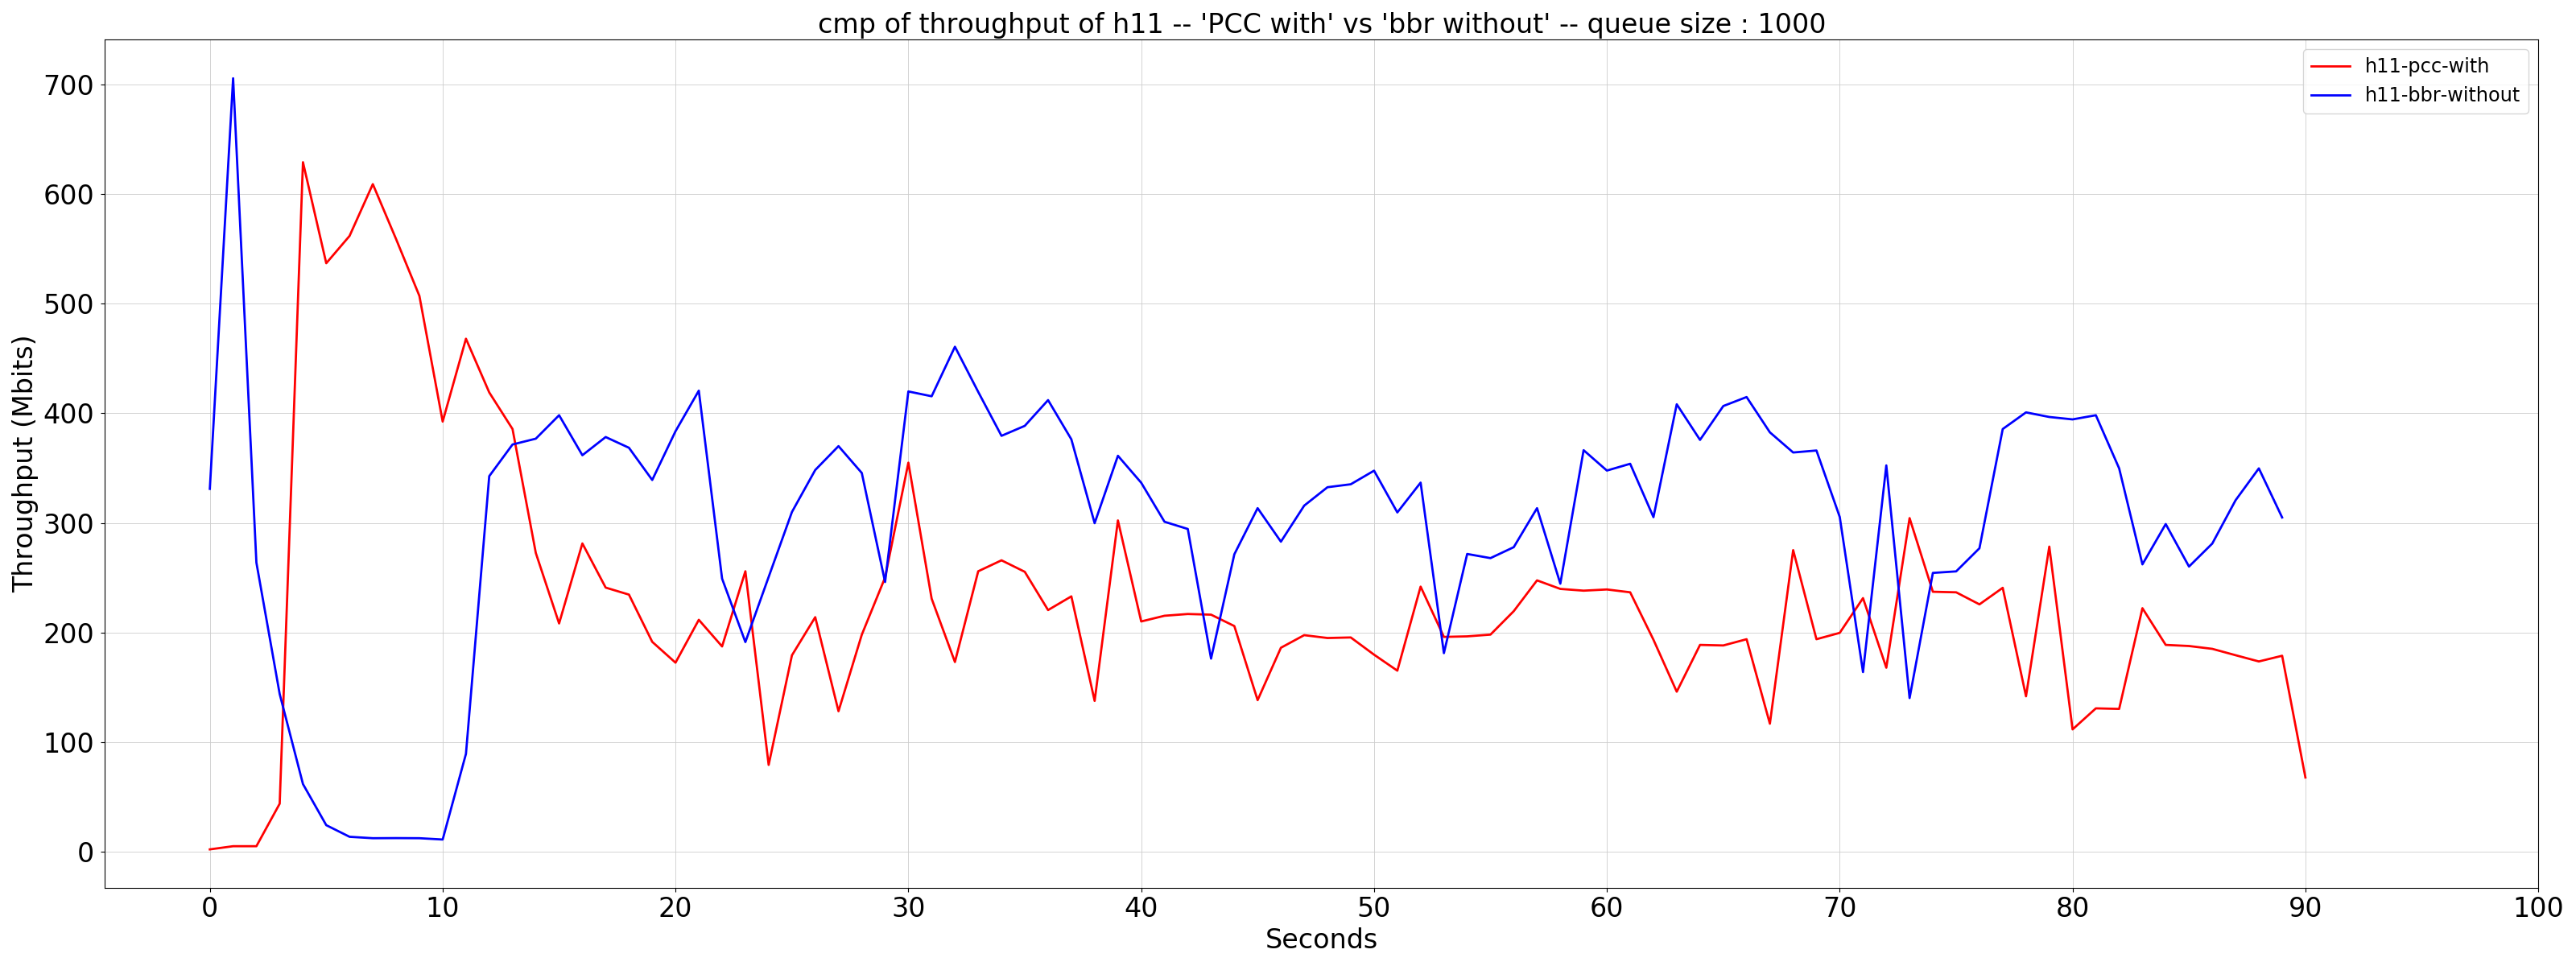 cmp of throughput of h11 -- 'PCC with' vs 'bbr without' -- queue size : 1000
h11-pcc-with
h11-bbr-without
Throughput (Mbits)
700
600
500
400
300
200
100
0
0 10 20 30 40 50 60 70 80 90 100
Seconds